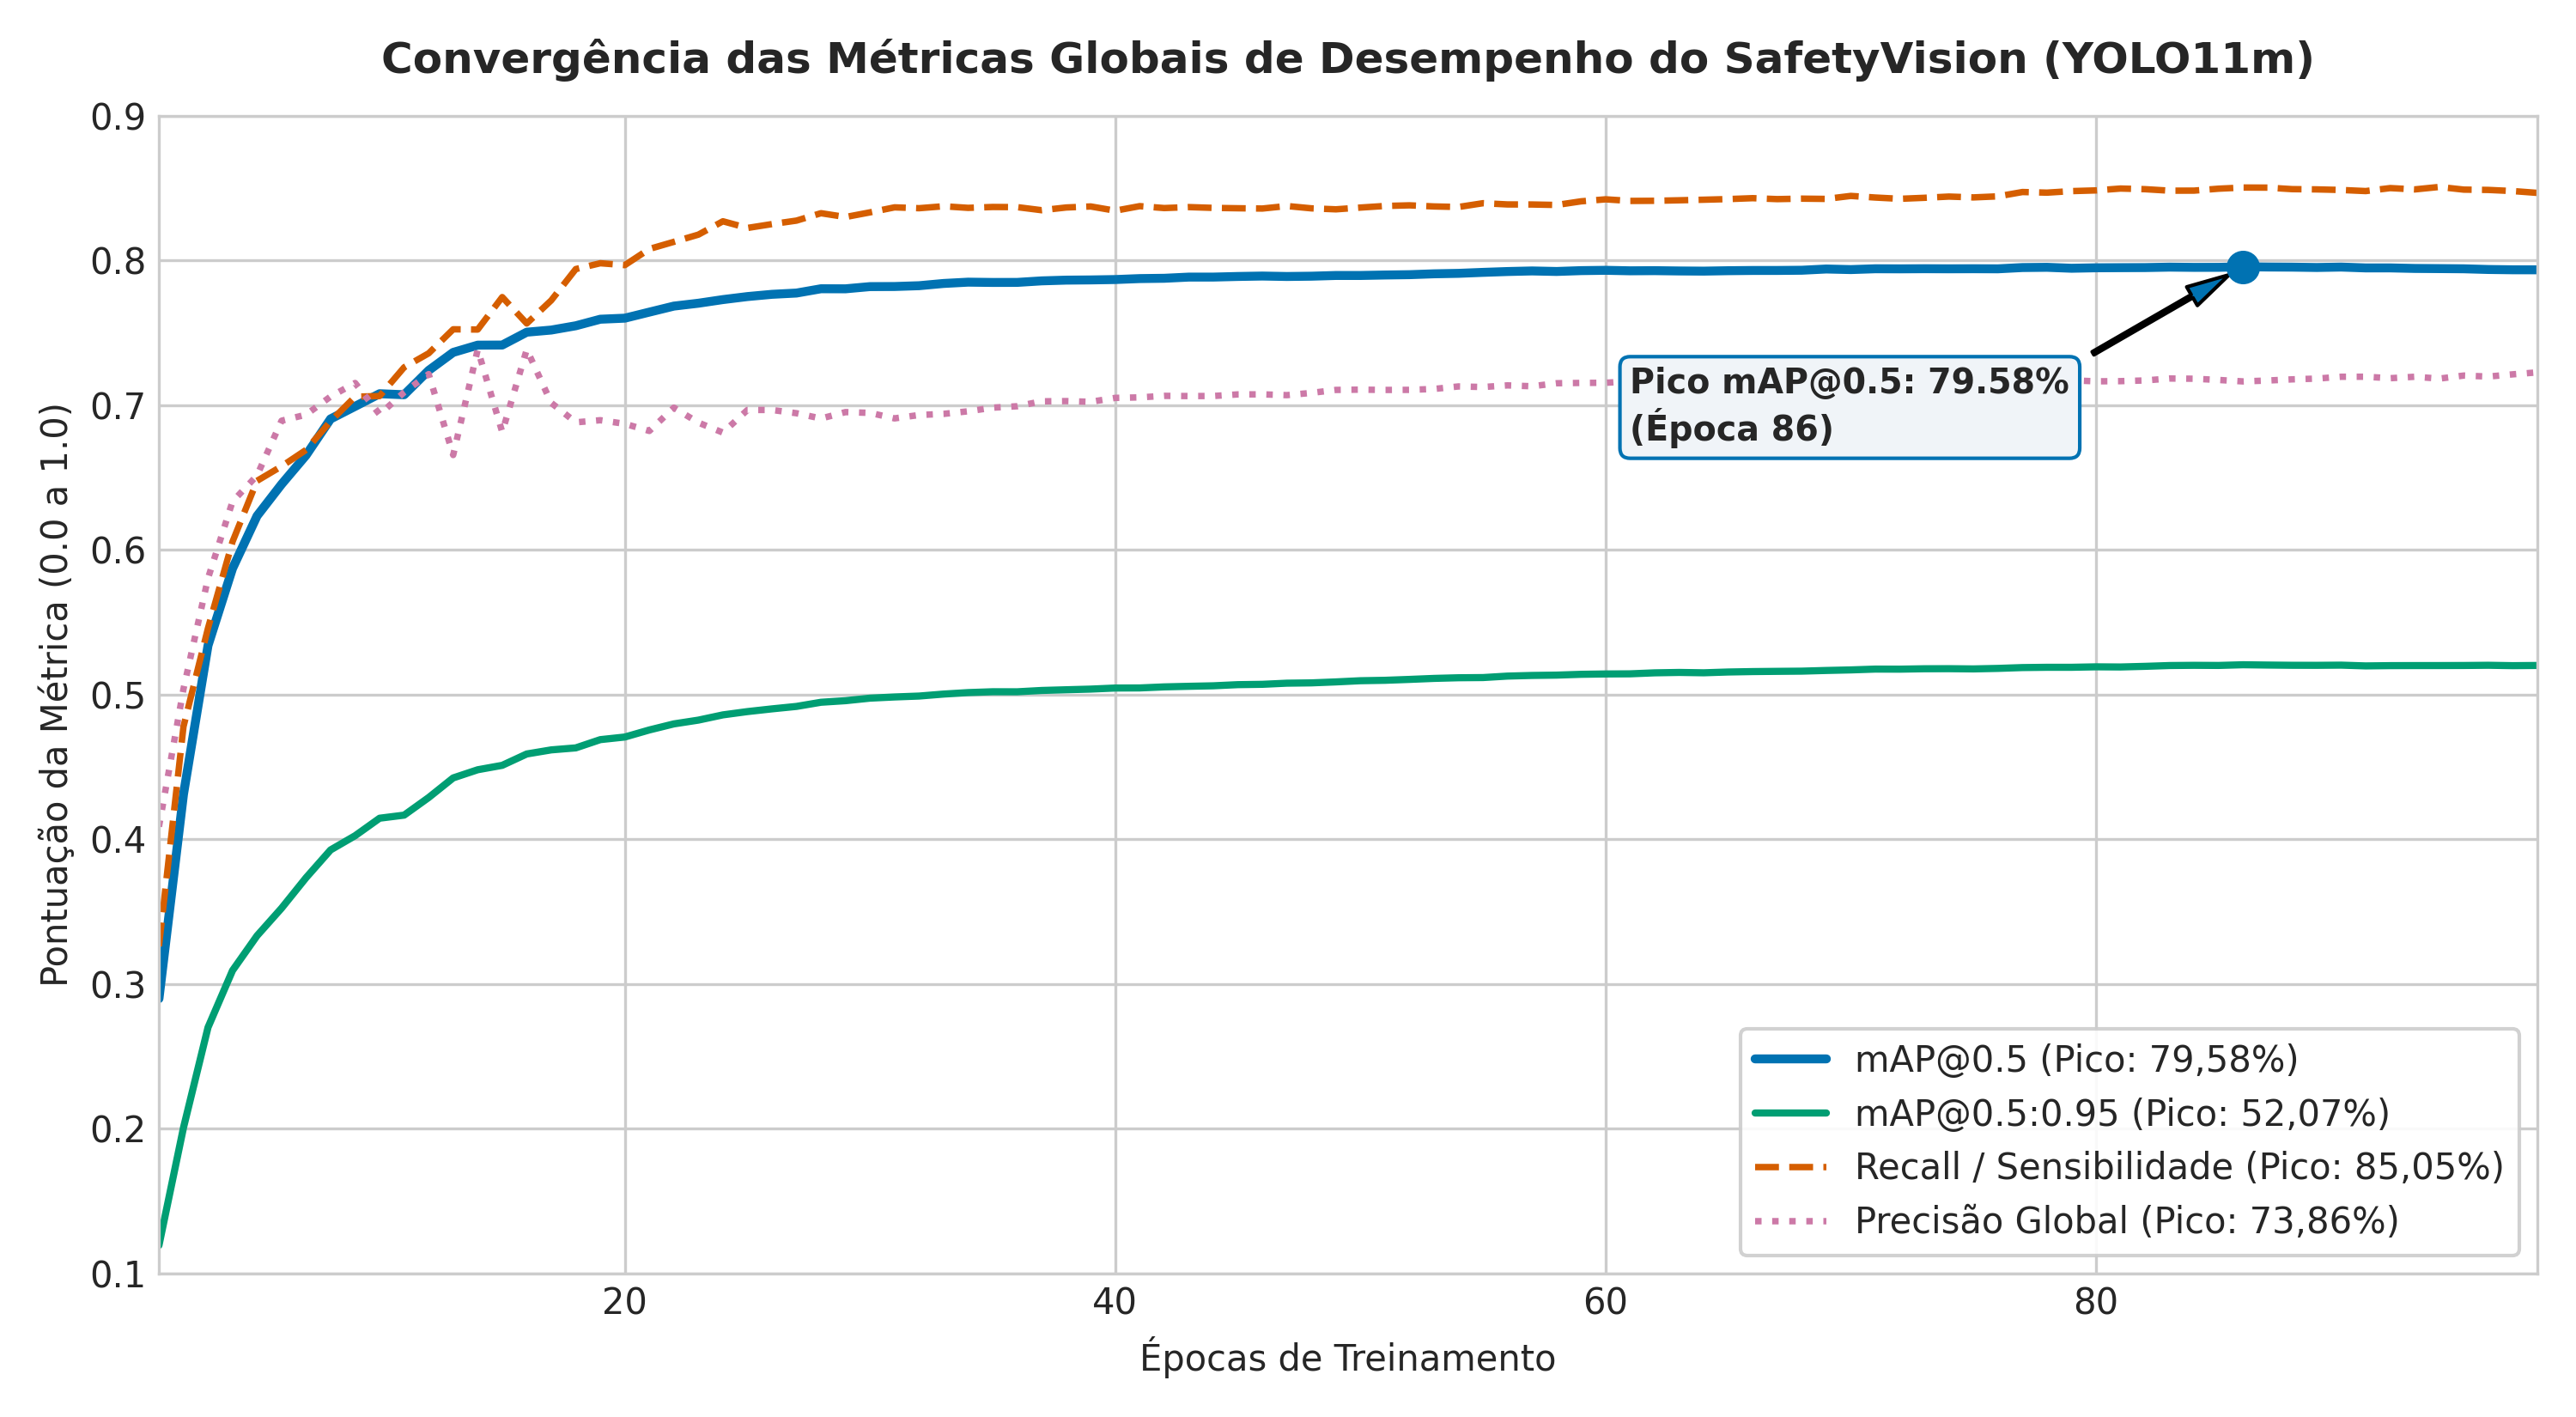 Convergência das Métricas Globais de Desempenho do SafetyVision (YOLO11m)
Pontuação da Métrica (0.0 a 1.0)
0.9
0.8
0.7
0.6
0.5
0.4
0.3
0.2
0.1
Pico mAP@0.5: 79.58%
(Época 86)
mAP@0.5 (Pico: 79,58%)
mAP@0.5:0.95 (Pico: 52,07%)
Recall / Sensibilidade (Pico: 85,05%)
Precisão Global (Pico: 73,86%)
20 40 60 80
Épocas de Treinamento